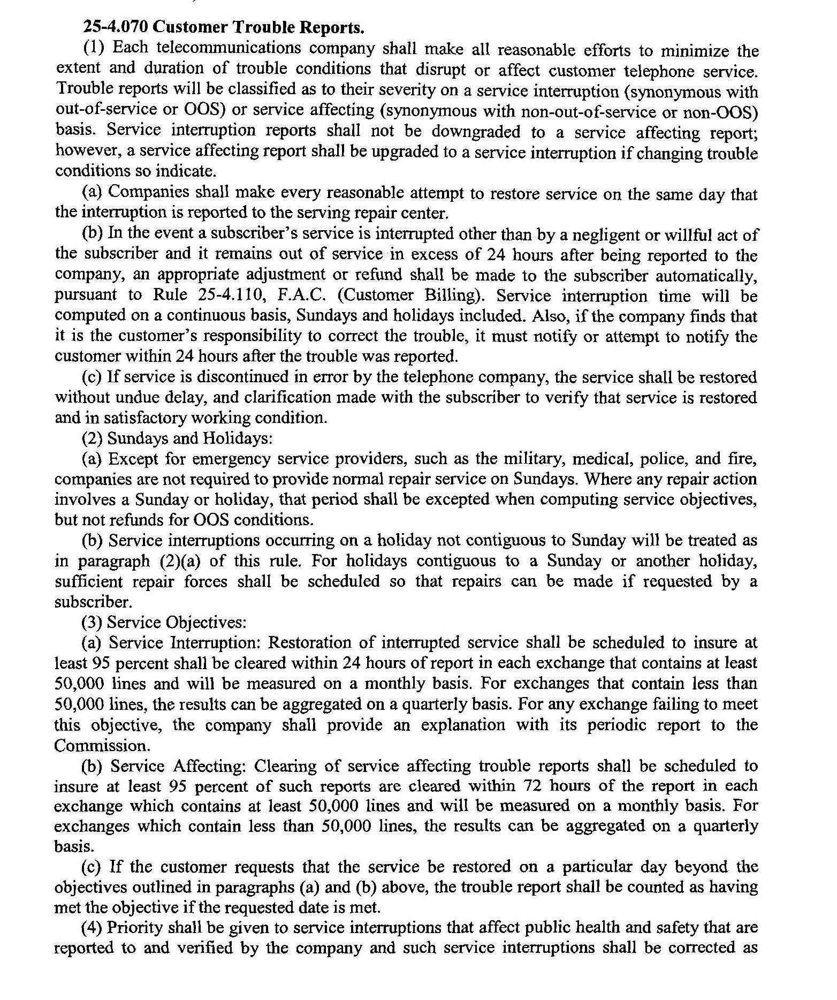 25-4.070 Customer Trouble Reports.
(1) Each telecommunications company shall make all reasonable efforts to minimize the
extent and duration of trouble conditions that disrupt or affect customer telephone service.
Trouble reports will be classified as to their severity on a service interruption (synonymous with
out-of-service or OOS) or service affecting (synonymous with non-out-of-service or non-OOS)
basis. Service interruption reports shall not be downgraded to a service affecting report;
however, a service affecting report shall be upgraded to a service interruption if changing trouble
conditions so indicate.
(a) Companies shall make every reasonable attempt to restore service on the same day that
the interruption is reported to the serving repair center.
(b) In the event a subscriber's service is interrupted other than by a negligent or willful act of
the subscriber and it remains out of service in excess of 24 hours after being reported to the
company, an appropriate adjustment or refund shall be made to the subscriber automatically,
pursuant to Rule 25-4.110, F.A.C. (Customer Billing). Service interruption time will be
computed on a continuous basis, Sundays and holidays included. Also, if the company finds that
it is the customer's responsibility to correct the trouble, it must notify or attempt to notify the
customer within 24 hours after the trouble was reported.
(c) If service is discontinued in error by the telephone company, the service shall be restored
without undue delay, and clarification made with the subscriber to verify that service is restored
and in satisfactory working condition.
(2) Sundays and Holidays:
(a) Except for emergency service providers, such as the military, medical, police, and fire,
companies are not required to provide normal repair service on Sundays. Where any repair action
involves a Sunday or holiday, that period shall be excepted when computing service objectives,
but not refunds for OOS conditions.
(b) Service interruptions occurring on a holiday not contiguous to Sunday will be treated as
in paragraph (2)(a) of this rule. For holidays contiguous to a Sunday or another holiday,
sufficient repair forces shall be scheduled so that repairs can be made if requested by a
subscriber.
(3) Service Objectives:
(a) Service Interruption: Restoration of interrupted service shall be scheduled to insure at
least 95 percent shall be cleared within 24 hours of report in each exchange that contains at least
50,000 lines and will be measured on a monthly basis. For exchanges that contain less than
50,000 lines, the results can be aggregated on a quarterly basis. For any exchange failing to meet
this objective, the company shall provide an explanation with its periodic report to the
Commission.
(b) Service Affecting: Clearing of service affecting trouble reports shall be scheduled to
insure at least 95 percent of such reports are cleared within 72 hours of the report in each
exchange which contains at least 50,000 lines and will be measured on a monthly basis. For
exchanges which contain less than 50,000 lines, the results can be aggregated on a quarterly
basis.
(c) If the customer requests that the service be restored on a particular day beyond the
objectives outlined in paragraphs (a) and (b) above, the trouble report shall be counted as having
met the objective if the requested date is met.
(4) Priority shall be given to service interruptions that affect public health and safety that are
reported to and verified by the company and such service interruptions shall be corrected as